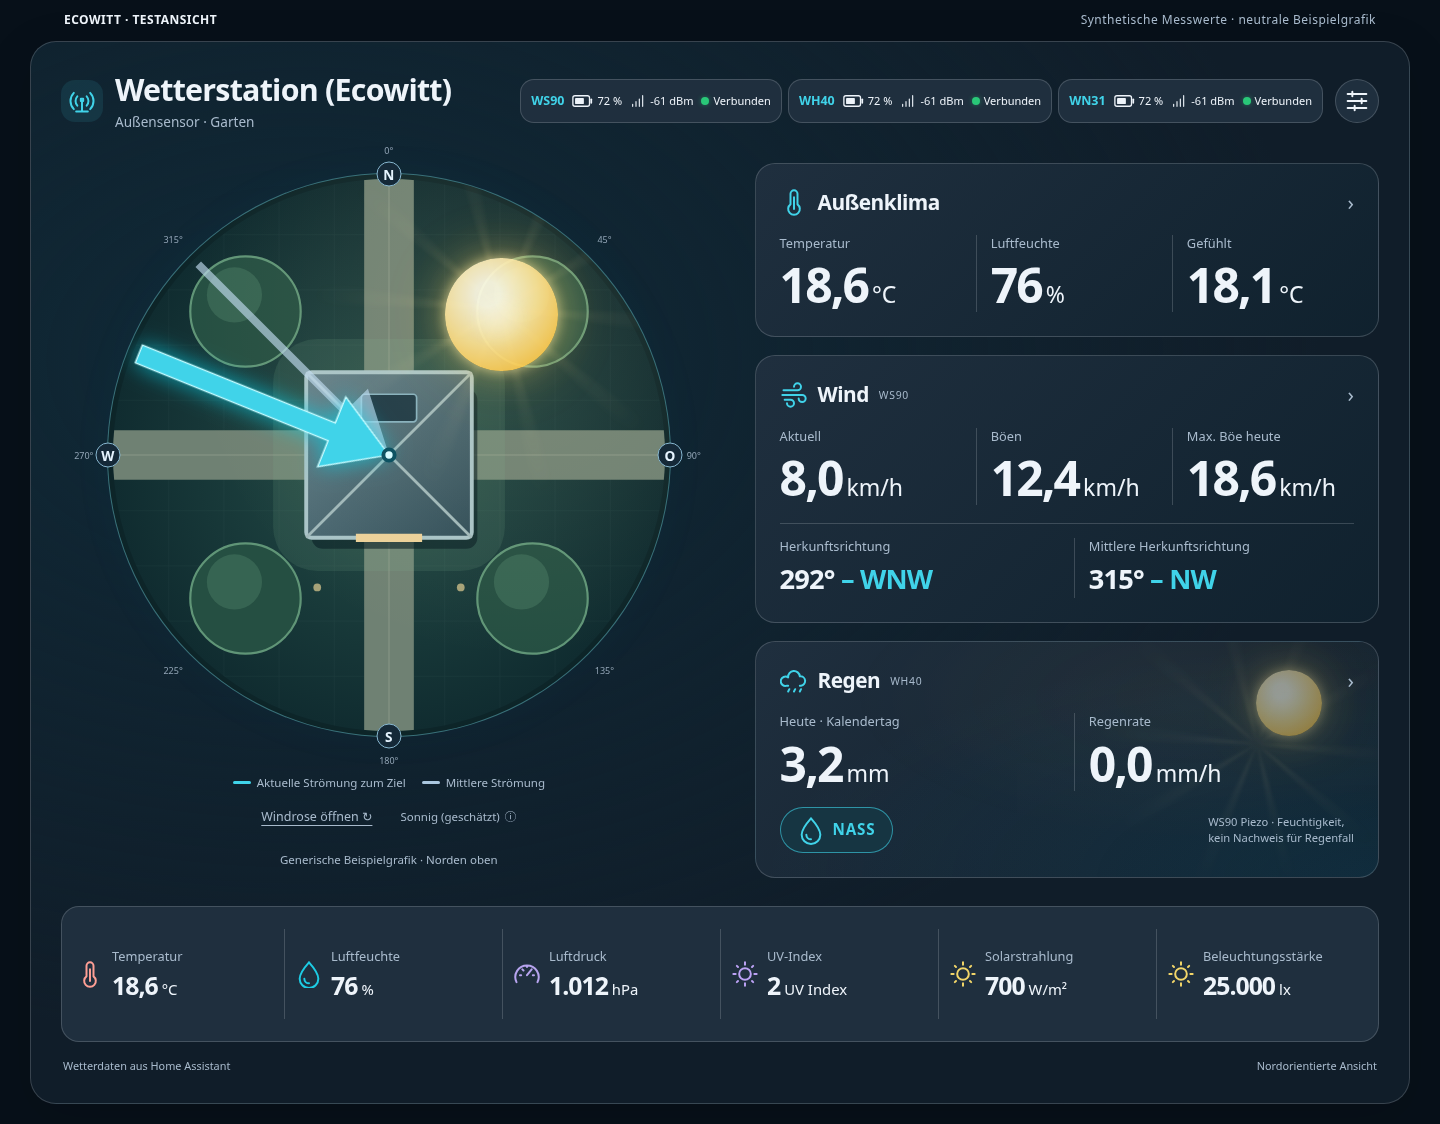 ECOWITT · TESTANSICHT
Synthetische Messwerte · neutrale Beispielgrafik
Wetterstation (Ecowitt)
Außensensor · Garten
WS90 72 % -61 dBm Verbunden
WH40 72 % -61 dBm Verbunden
WN31 72 % -61 dBm Verbunden
0°
N
315°
45°
270° W
O 90°
225°
135°
S
180°
Aktuelle Strömung zum Ziel
Mittlere Strömung
Windrose öffnen ↻
Sonnig (geschätzt) ⓘ
Generische Beispielgrafik · Norden oben
Außenklima ›
Temperatur
18,6 °C
Luftfeuchte
76 %
Gefühlt
18,1 °C
Wind WS90 ›
Aktuell
8,0 km/h
Böen
12,4 km/h
Max. Böe heute
18,6 km/h
Herkunftsrichtung
292° – WNW
Mittlere Herkunftsrichtung
315° – NW
Regen WH40 ›
Heute · Kalendertag
3,2 mm
Regenrate
0,0 mm/h
NASS
WS90 Piezo · Feuchtigkeit,
kein Nachweis für Regenfall
Temperatur
18,6 °C
Luftfeuchte
76 %
Luftdruck
1.012 hPa
UV-Index
2 UV Index
Solarstrahlung
700 W/m²
Beleuchtungsstärke
25.000 lx
Wetterdaten aus Home Assistant
Nordorientierte Ansicht